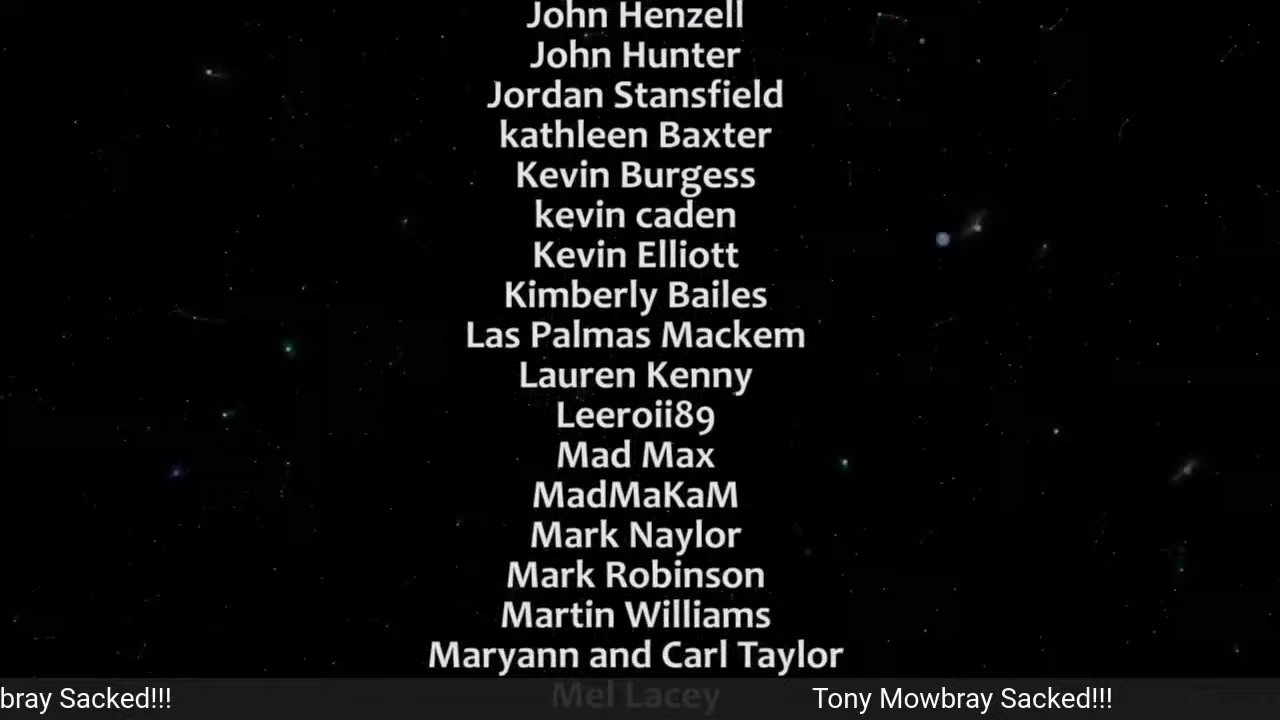 John Henzell
John Hunter
Jordan Stansfield
kathleen Baxter
Kevin Burgess
kevin caden
Kevin Elliott
Kimberly Bailes
Las Palmas Mackem
Lauren Kenny
Leeroii89
Mad Max
MadMaKaM
Mark Naylor
Mark Robinson
Martin Williams
Maryann and Carl Taylor
Mel Lacey
bray Sacked!!! Tony Mowbray Sacked!!!